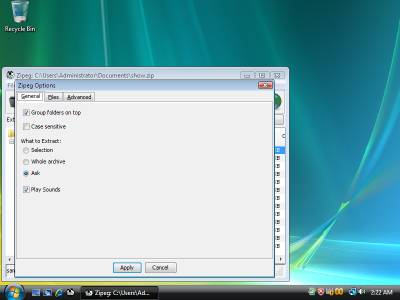 Recycle Bin
Zipeg: C:\Users\Administrator\Documents\show.zip
Zipeg Options
General Files Advanced
Group folders on top
Case sensitive
What to Extract:
Selection
Whole archive
Ask
Play Sounds
Apply Cancel
Zipeg: C:\Users\Ad...
2:22 AM